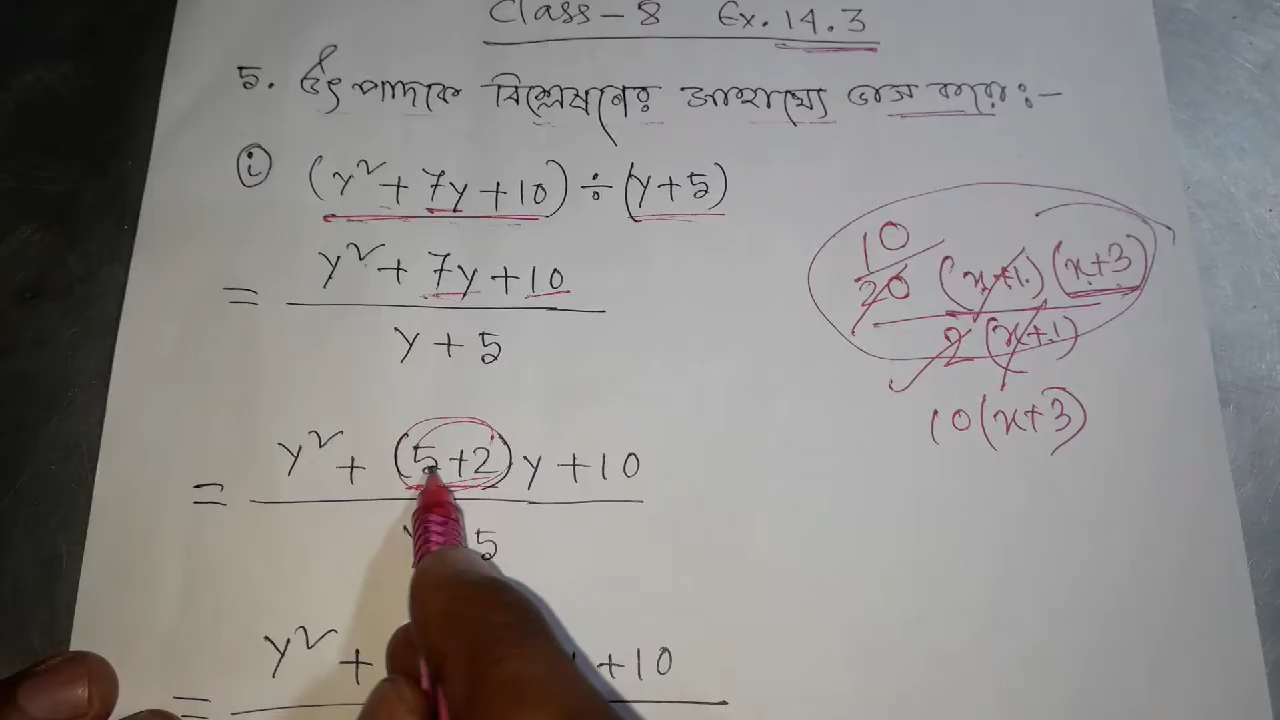 Class - 8 Ex. 14.3
5. উৎপাদকে বিশ্লেষণের সাহায্যে ভাগ করো:-
(i) (y² + 7y + 10) ÷ (y + 5)
= y² + 7y + 10
y + 5
= y² + (5+2) y + 10
5
= y² + + 10
10
20 (x+1) (x+3)
2 (x+1)
10(x+3)